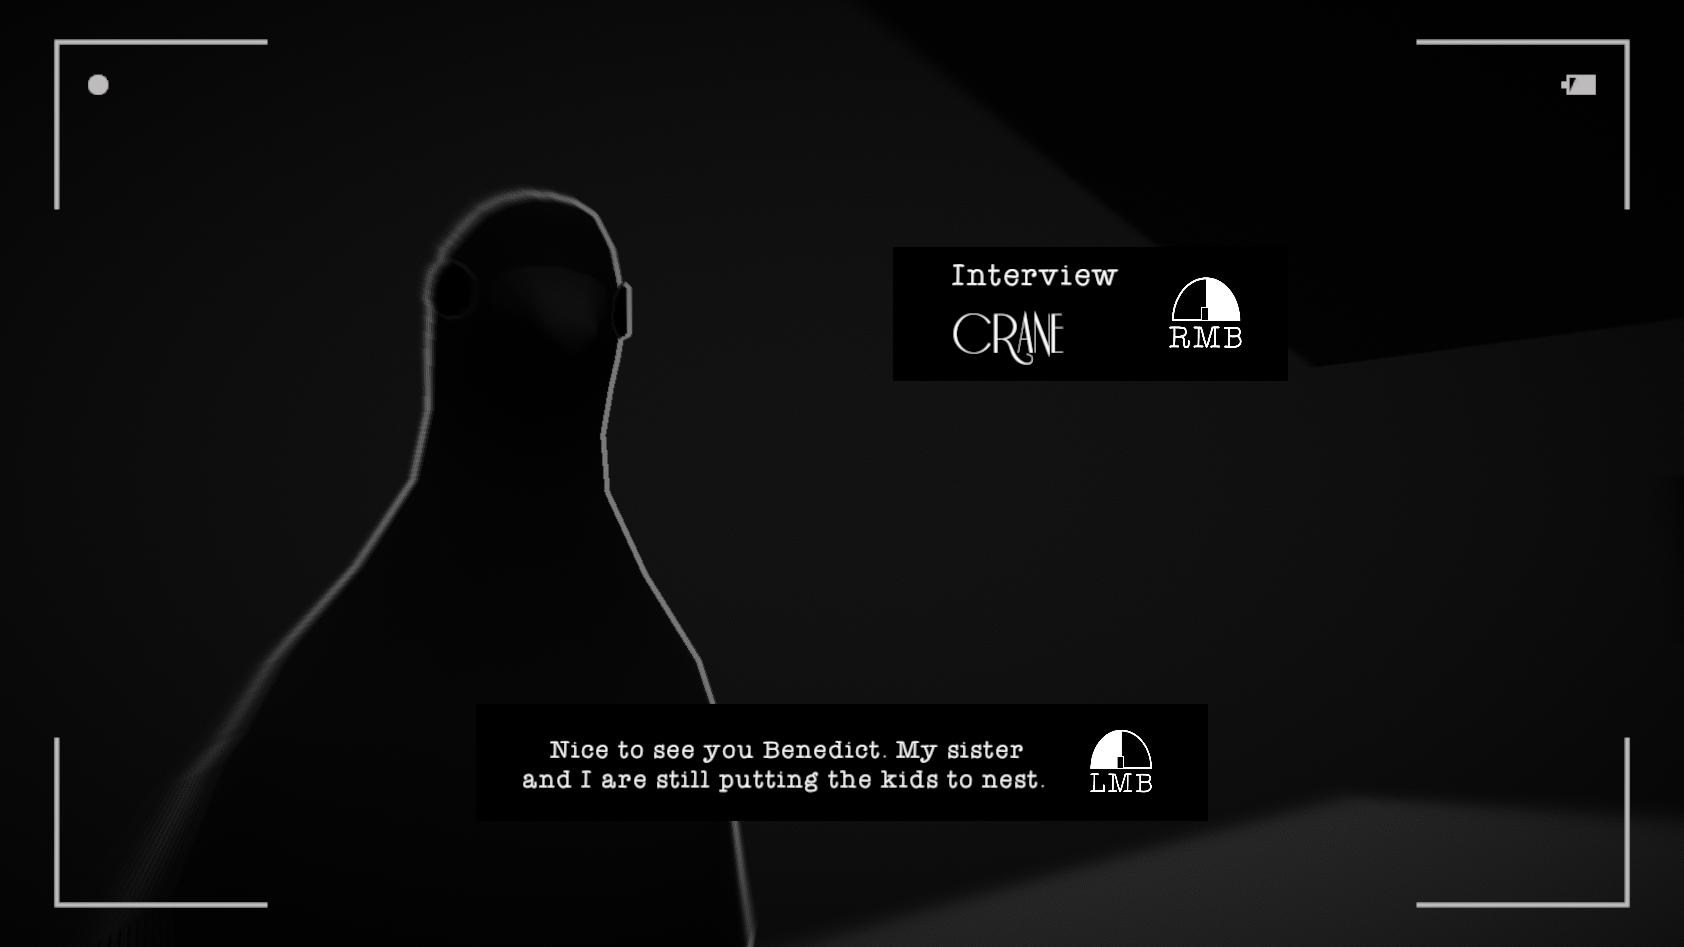 Interview
CRANE
RMB
Nice to see you Benedict. My sister
and I are still putting the kids to nest.
LMB